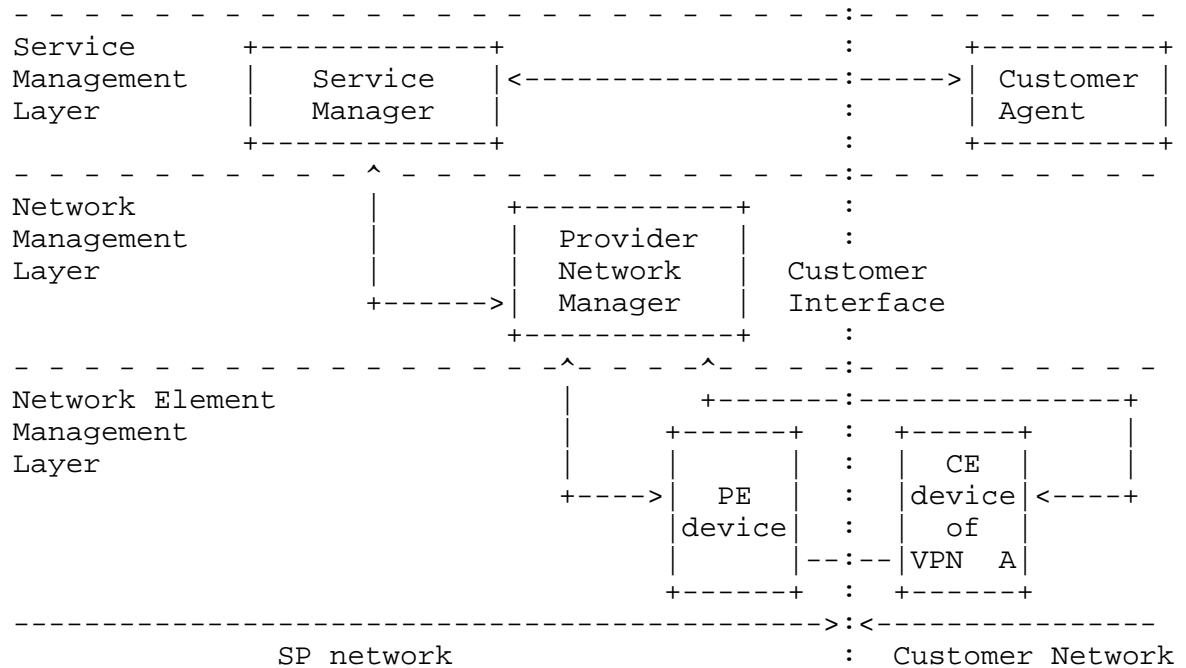 - - - - - - - - - - - - - - - - - - - - - - - -:- - - - - - - - -
Service        +-------------+                    :       +----------+
Management     |   Service   |<-------------------:------>| Customer |
Layer          |   Manager   |                    :       | Agent    |
               +-------------+                    :       +----------+
- - - - - - - - - - ^ - - - - - - - - - - - - - -:- - - - - - - - -
Network               |       +------------+      :
Management            |       |  Provider  |      :
Layer                 |       |  Network   |  Customer
                      +------>|  Manager   |  Interface
                              +------------+      :
- - - - - - - - - - - - - - - -^- - - -^- - - -:- - - - - - - - -
Network Element                  |       +-------:---------------+
Management                       |     +------+  :  +------+     |
Layer                            |     |      |  :  |  CE  |     |
                                 +---->|  PE  |  :  |device|<----+
                                       |device|  :  |  of  |
                                       |      |--:--|VPN  A|
                                       +------+  :  +------+
---------------------------------------------->:<----------------
               SP network                        :  Customer Network